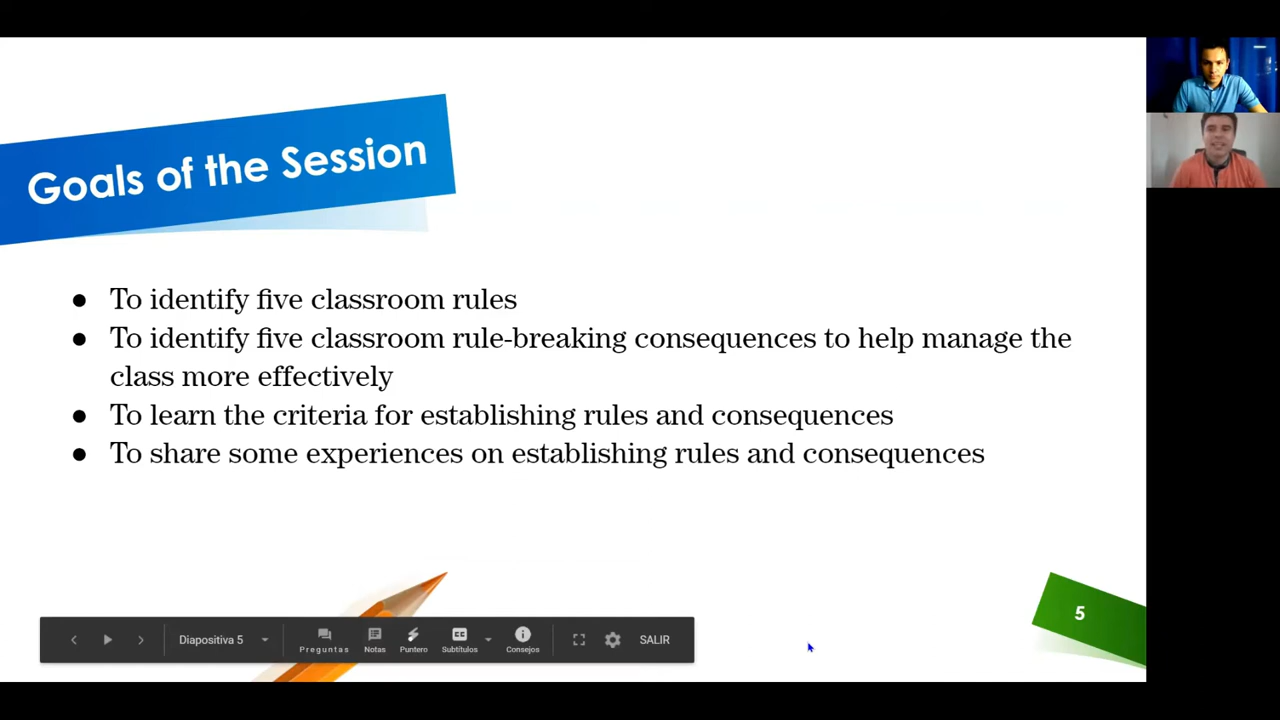 Goals of the Session
● To identify five classroom rules
● To identify five classroom rule-breaking consequences to help manage the
class more effectively
● To learn the criteria for establishing rules and consequences
● To share some experiences on establishing rules and consequences
5
Diapositiva 5
Preguntas
Notas
Puntero
CC
Subtítulos
Consejos
SALIR